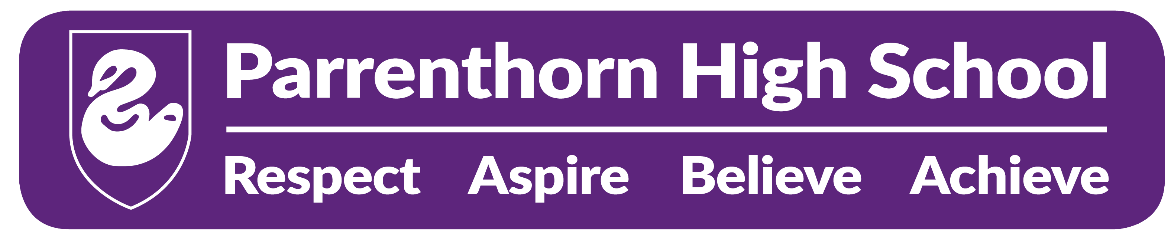 Parrenthorn High School
Respect Aspire Believe Achieve